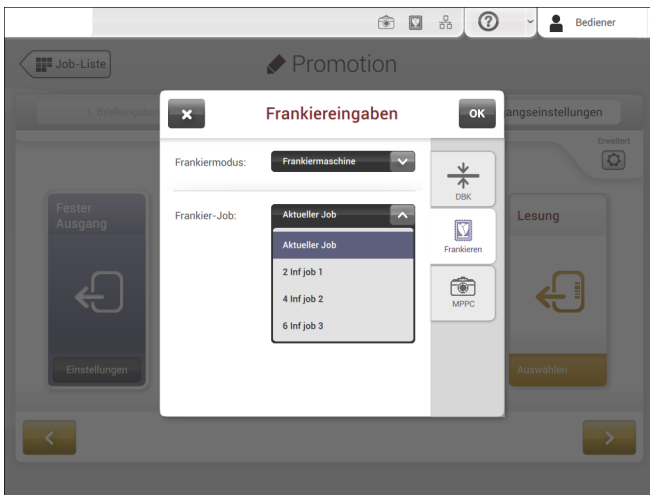 Bediener
Job-Liste
Promotion
1. Briefeingaben
Frankiereingaben
OK
angseinstellungen
Erweitert
Frankiermodus:
Frankiermaschine
DBK
Frankier-Job:
Aktueller Job
Aktueller Job
2 Inf job 1
4 Inf job 2
6 Inf job 3
Frankieren
MPPC
Fester
Ausgang
Einstellungen
Lesung
Auswählen